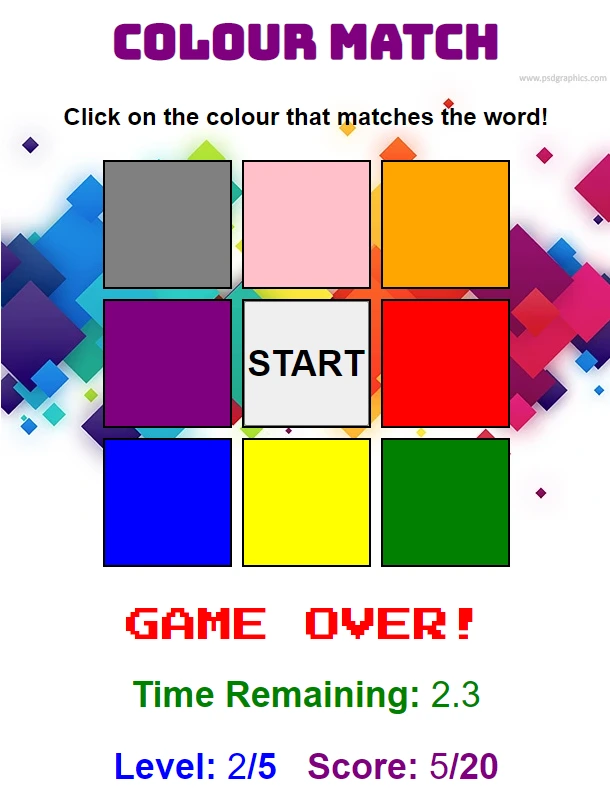 COLOUR MATCH
www.psdgraphics.com
Click on the colour that matches the word!
START
GAME OVER!
Time Remaining: 2.3
Level: 2/5 Score: 5/20